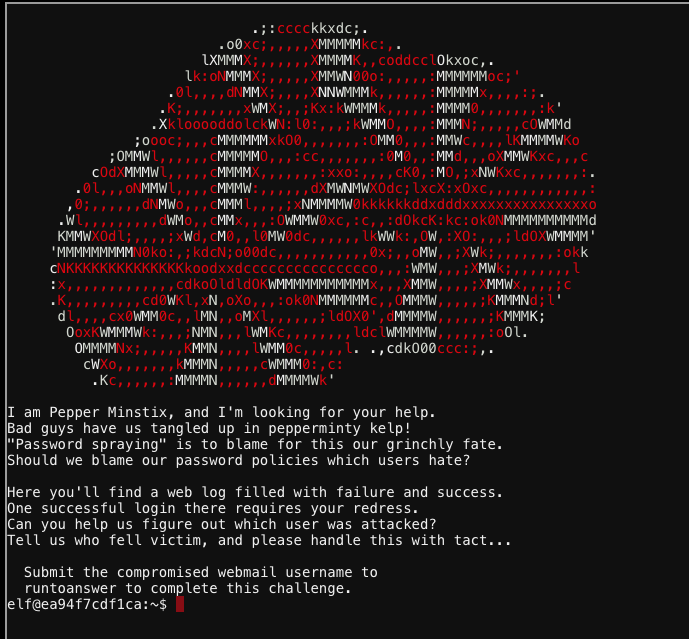 I am Pepper Minstix, and I'm looking for your help.
Bad guys have us tangled up in pepperminty kelp!
"Password spraying" is to blame for this our grinchly fate.
Should we blame our password policies which users hate?
Here you'll find a web log filled with failure and success.
One successful login there requires your redress.
Can you help us figure out which user was attacked?
Tell us who fell victim, and please handle this with tact...
Submit the compromised webmail username to
runtoanswer to complete this challenge.
elf@ea94f7cdf1ca:~$